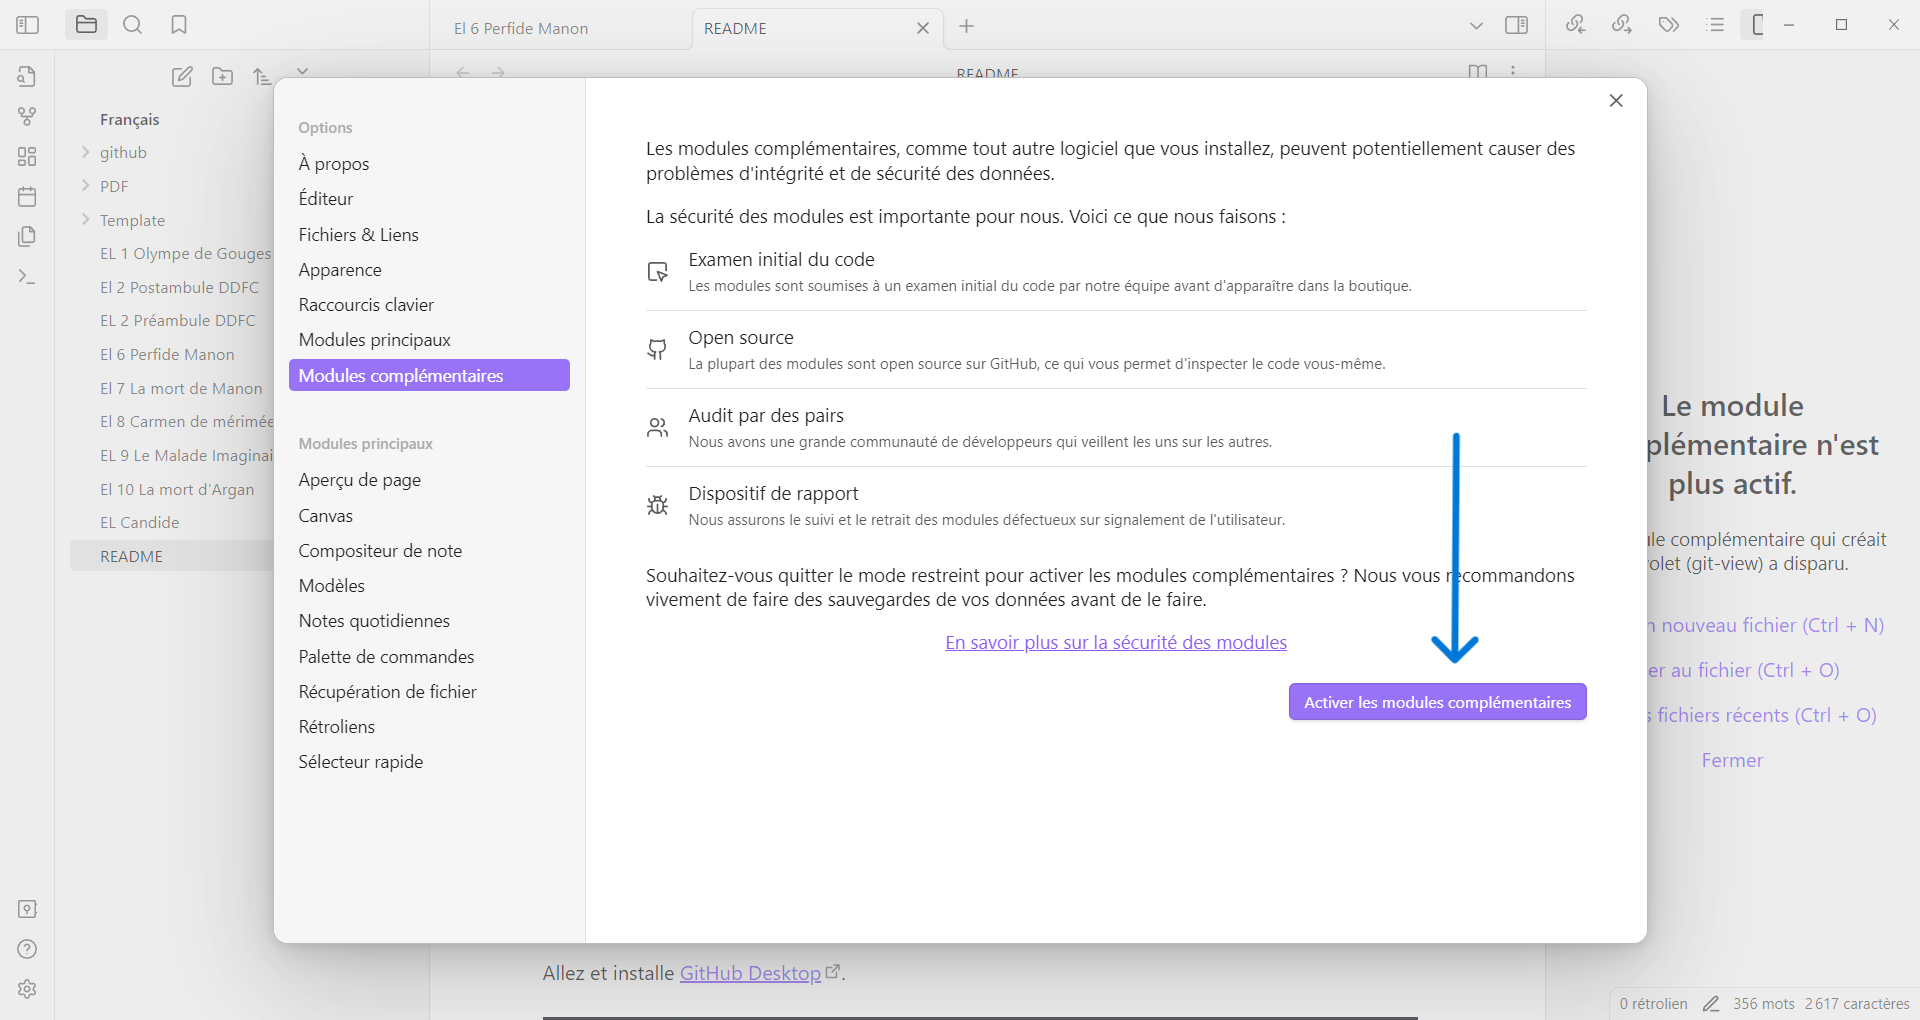 El 6 Perfide Manon
README
README
Français
github
PDF
Template
EL 1 Olympe de Gouges
El 2 Postambule DDFC
EL 2 Préambule DDFC
El 6 Perfide Manon
El 7 La mort de Manon
El 8 Carmen de mérimée
EL 9 Le Malade Imaginai
El 10 La mort d'Argan
EL Candide
README
Options
À propos
Éditeur
Fichiers & Liens
Apparence
Raccourcis clavier
Modules principaux
Modules complémentaires
Modules principaux
Aperçu de page
Canvas
Compositeur de note
Modèles
Notes quotidiennes
Palette de commandes
Récupération de fichier
Rétroliens
Sélecteur rapide
Les modules complémentaires, comme tout autre logiciel que vous installez, peuvent potentiellement causer des
problèmes d'intégrité et de sécurité des données.
La sécurité des modules est importante pour nous. Voici ce que nous faisons :
Examen initial du code
Les modules sont soumises à un examen initial du code par notre équipe avant d'apparaître dans la boutique.
Open source
La plupart des modules sont open source sur GitHub, ce qui vous permet d'inspecter le code vous-même.
Audit par des pairs
Nous avons une grande communauté de développeurs qui veillent les uns sur les autres.
Dispositif de rapport
Nous assurons le suivi et le retrait des modules défectueux sur signalement de l'utilisateur.
Souhaitez-vous quitter le mode restreint pour activer les modules complémentaires ? Nous vous recommandons
vivement de faire des sauvegardes de vos données avant de le faire.
En savoir plus sur la sécurité des modules
Activer les modules complémentaires
Le module
plémentaire n'est
plus actif.
ule complémentaire qui créait
olet (git-view) a disparu.
nouveau fichier (Ctrl + N)
er au fichier (Ctrl + O)
s fichiers récents (Ctrl + O)
Fermer
Allez et installe GitHub Desktop.
0 rétrolien 356 mots 2 617 caractères